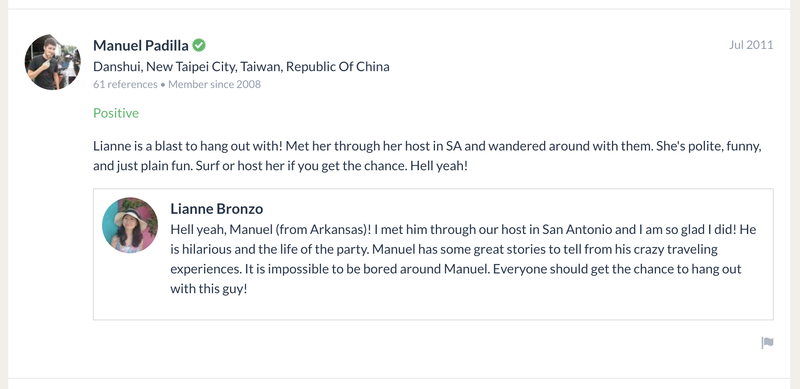 Manuel Padilla
Jul 2011
Danshui, New Taipei City, Taiwan, Republic Of China
61 references • Member since 2008
Positive
Lianne is a blast to hang out with! Met her through her host in SA and wandered around with them. She's polite, funny,
and just plain fun. Surf or host her if you get the chance. Hell yeah!
Lianne Bronzo
Hell yeah, Manuel (from Arkansas)! I met him through our host in San Antonio and I am so glad I did! He
is hilarious and the life of the party. Manuel has some great stories to tell from his crazy traveling
experiences. It is impossible to be bored around Manuel. Everyone should get the chance to hang out
with this guy!